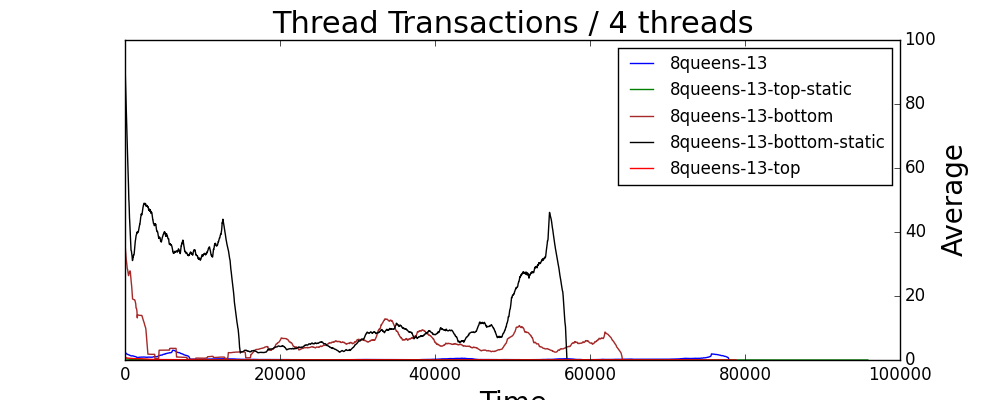 Thread Transactions / 4 threads
100
8queens-13
8queens-13-top-static
8queens-13-bottom
8queens-13-bottom-static
8queens-13-top
80
60
40
20
0
Average
0 20000 40000 60000 80000 100000
Time